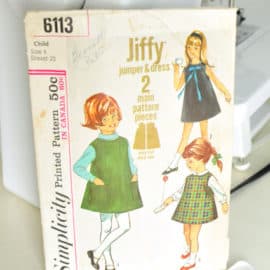 6113
Child
Size 4
Breast 23
50c
IN CANADA 60c
Simplicity Printed Pattern
Jiffy
jumper & dress
2
main
pattern
pieces